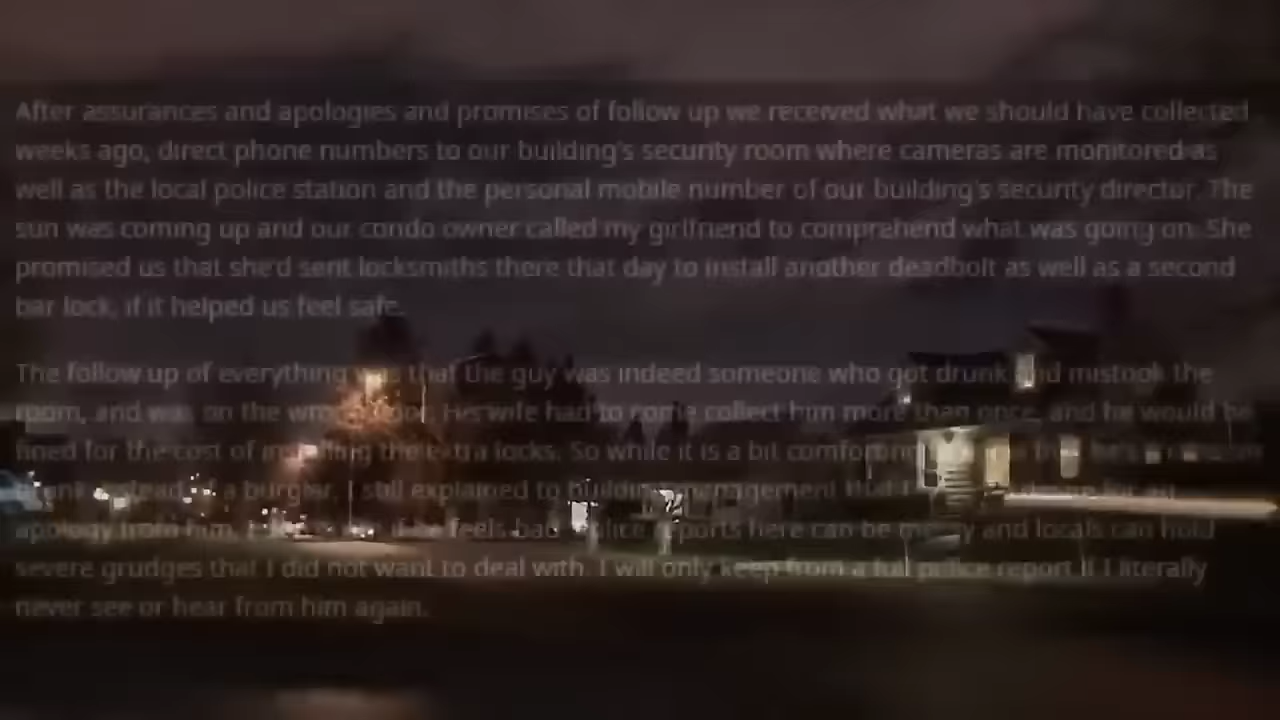 After assurances and apologies and promises of follow up we received what we should have collected
weeks ago, direct phone numbers to our building's security room where cameras are monitored as
well as the local police station and the personal mobile number of our building's security director. The
sun was coming up and our condo owner called my girlfriend to comprehend what was going on. She
promised us that she'd sent locksmiths there that day to install another deadbolt as well as a second
bar lock, if it helped us feel safe.
The follow up of everything was that the guy was indeed someone who got drunk and mistook the
room, and was on the wrong floor. His wife had to come collect him more than once, and he would be
fined for the cost of installing the extra locks. So while it is a bit comforting
instead a burglar, I still explained to building management
apology from him, feels bad. Police reports here can be messy and locals can hold
severe grudges that I did not want to deal with. I will only keep from a full police report if I literally
never see or hear from him again.